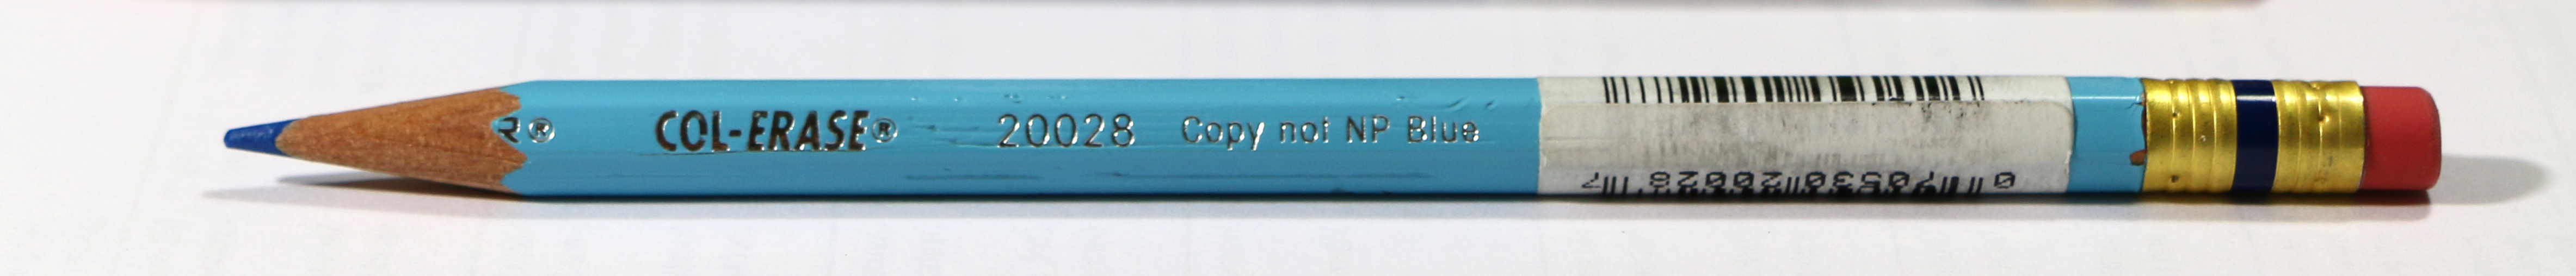 R® COL-ERASE® 20028 Copy not NP Blue
0 70530 20028 7